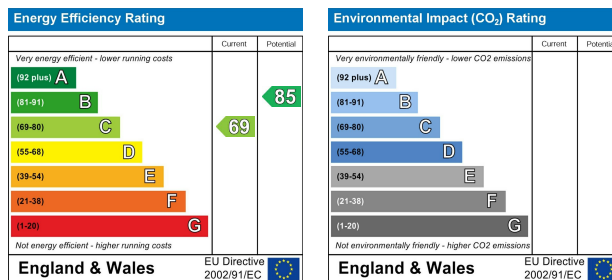 Energy Efficiency Rating
Current Potential
Very energy efficient - lower running costs
(92 plus) A
(81-91) B
(69-80) C
(55-68) D
(39-54) E
(21-38) F
(1-20) G
85
69
Not energy efficient - higher running costs
England & Wales
EU Directive
2002/91/EC
Environmental Impact (CO₂) Rating
Current Potentia
Very environmentally friendly - lower CO2 emissions
(92 plus) A
(81-91) B
(69-80) C
(55-68) D
(39-54) E
(21-38) F
(1-20) G
Not environmentally friendly - higher CO2 emissions
England & Wales
EU Directive
2002/91/EC